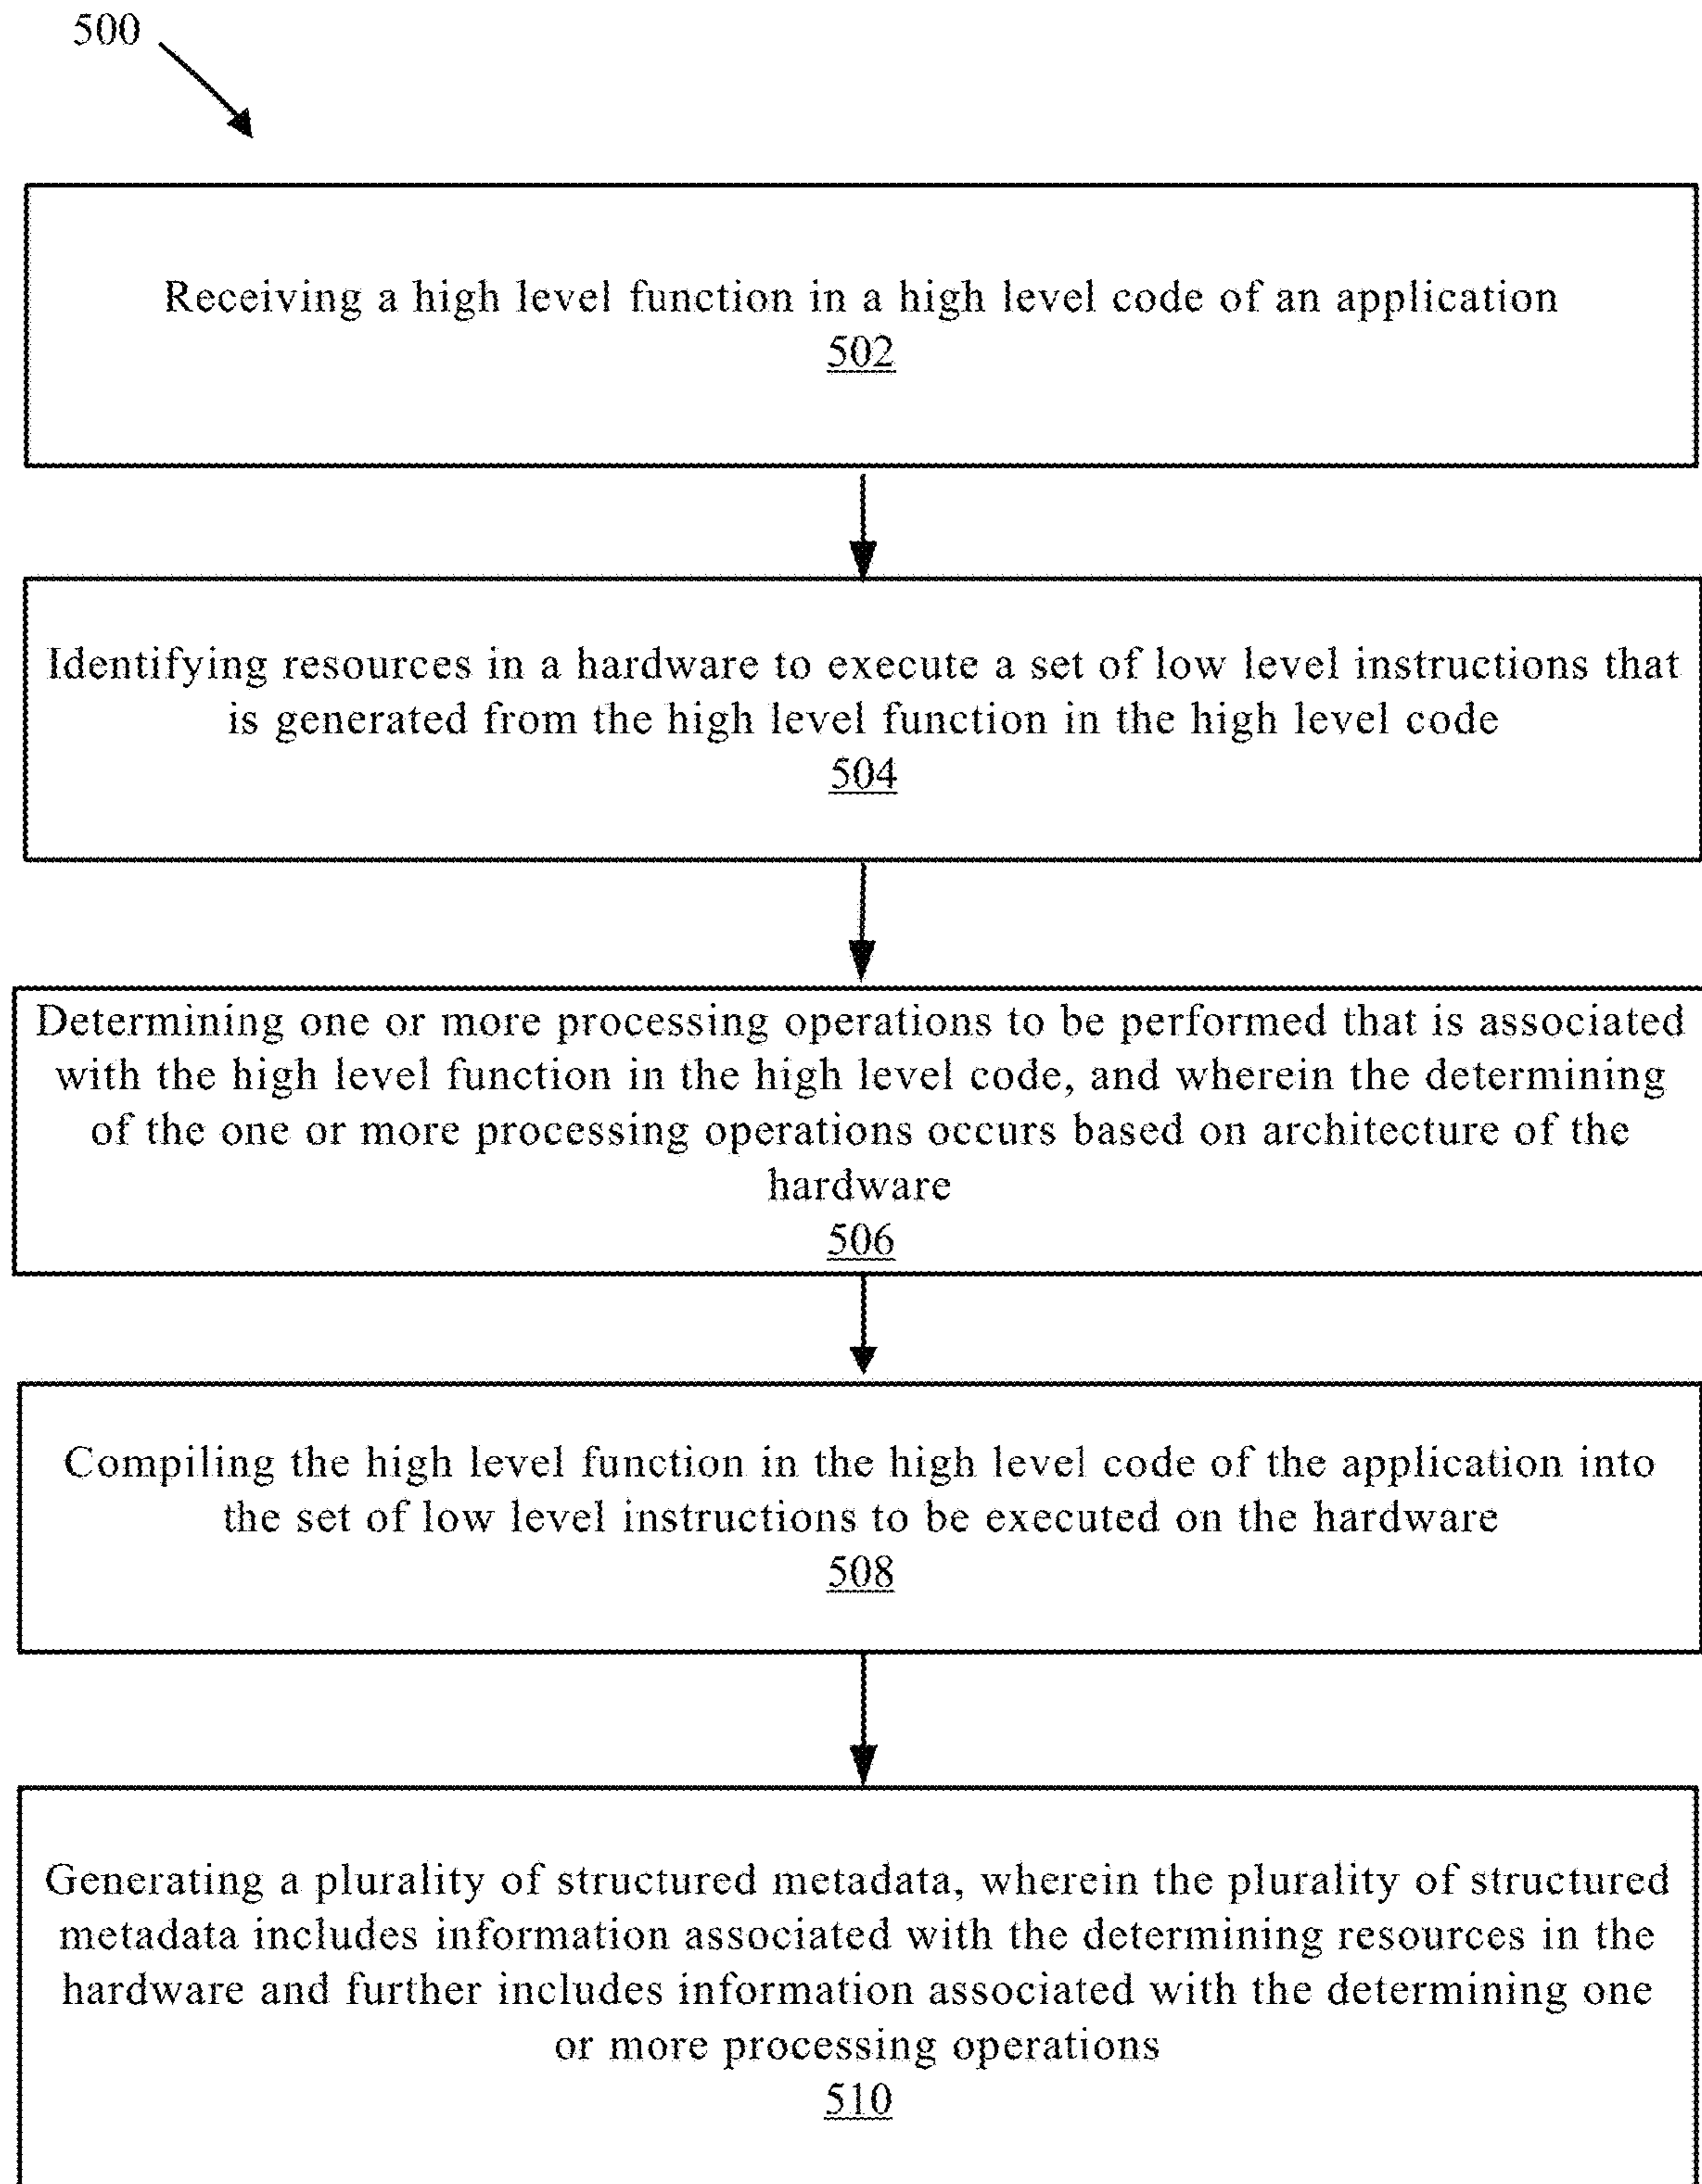 500
Receiving a high level function in a high level code of an application
502
Identifying resources in a hardware to execute a set of low level instructions that
is generated from the high level function in the high level code
504
Determining one or more processing operations to be performed that is associated
with the high level function in the high level code, and wherein the determining
of the one or more processing operations occurs based on architecture of the
hardware
506
Compiling the high level function in the high level code of the application into
the set of low level instructions to be executed on the hardware
508
Generating a plurality of structured metadata, wherein the plurality of structured
metadata includes information associated with the determining resources in the
hardware and further includes information associated with the determining one
or more processing operations
510